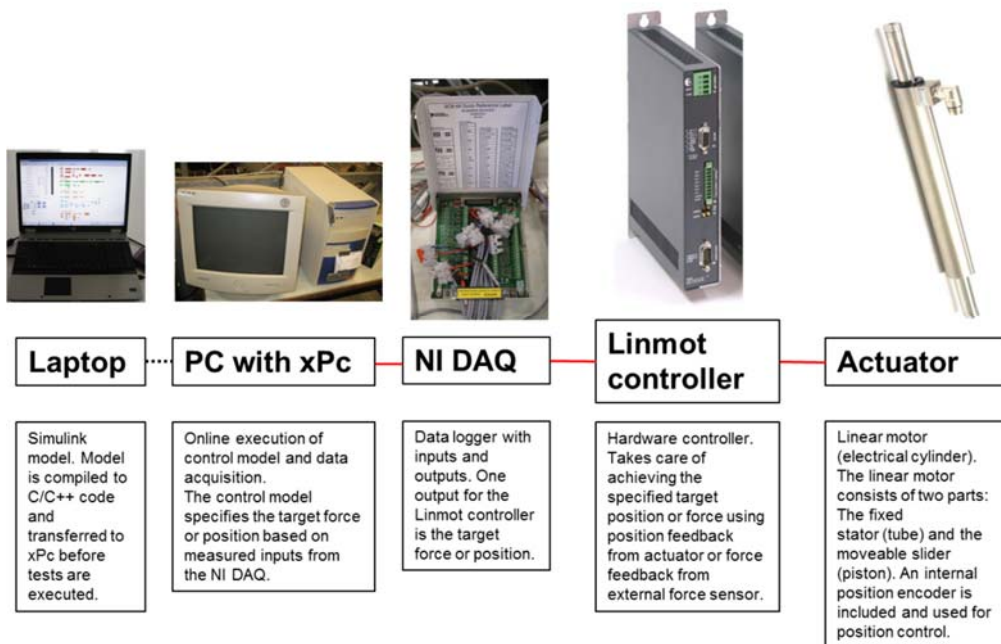 Laptop
PC with xPc
NI DAQ
Linmot
controller
Actuator
Simulink
model. Model
is compiled to
C/C++ code
and
transferred to
xPc before
tests are
executed.
Online execution of
control model and data
acquisition.
The control model
specifies the target force
or position based on
measured inputs from
the NI DAQ.
Data logger with
inputs and
outputs. One
output for the
Linmot controller
is the target
force or position.
Hardware controller.
Takes care of
achieving the
specified target
position or force using
position feedback
from actuator or force
feedback from
external force sensor.
Linear motor
(electrical cylinder).
The linear motor
consists of two parts:
The fixed
stator (tube) and the
moveable slider
(piston). An internal
position encoder is
included and used for
position control.